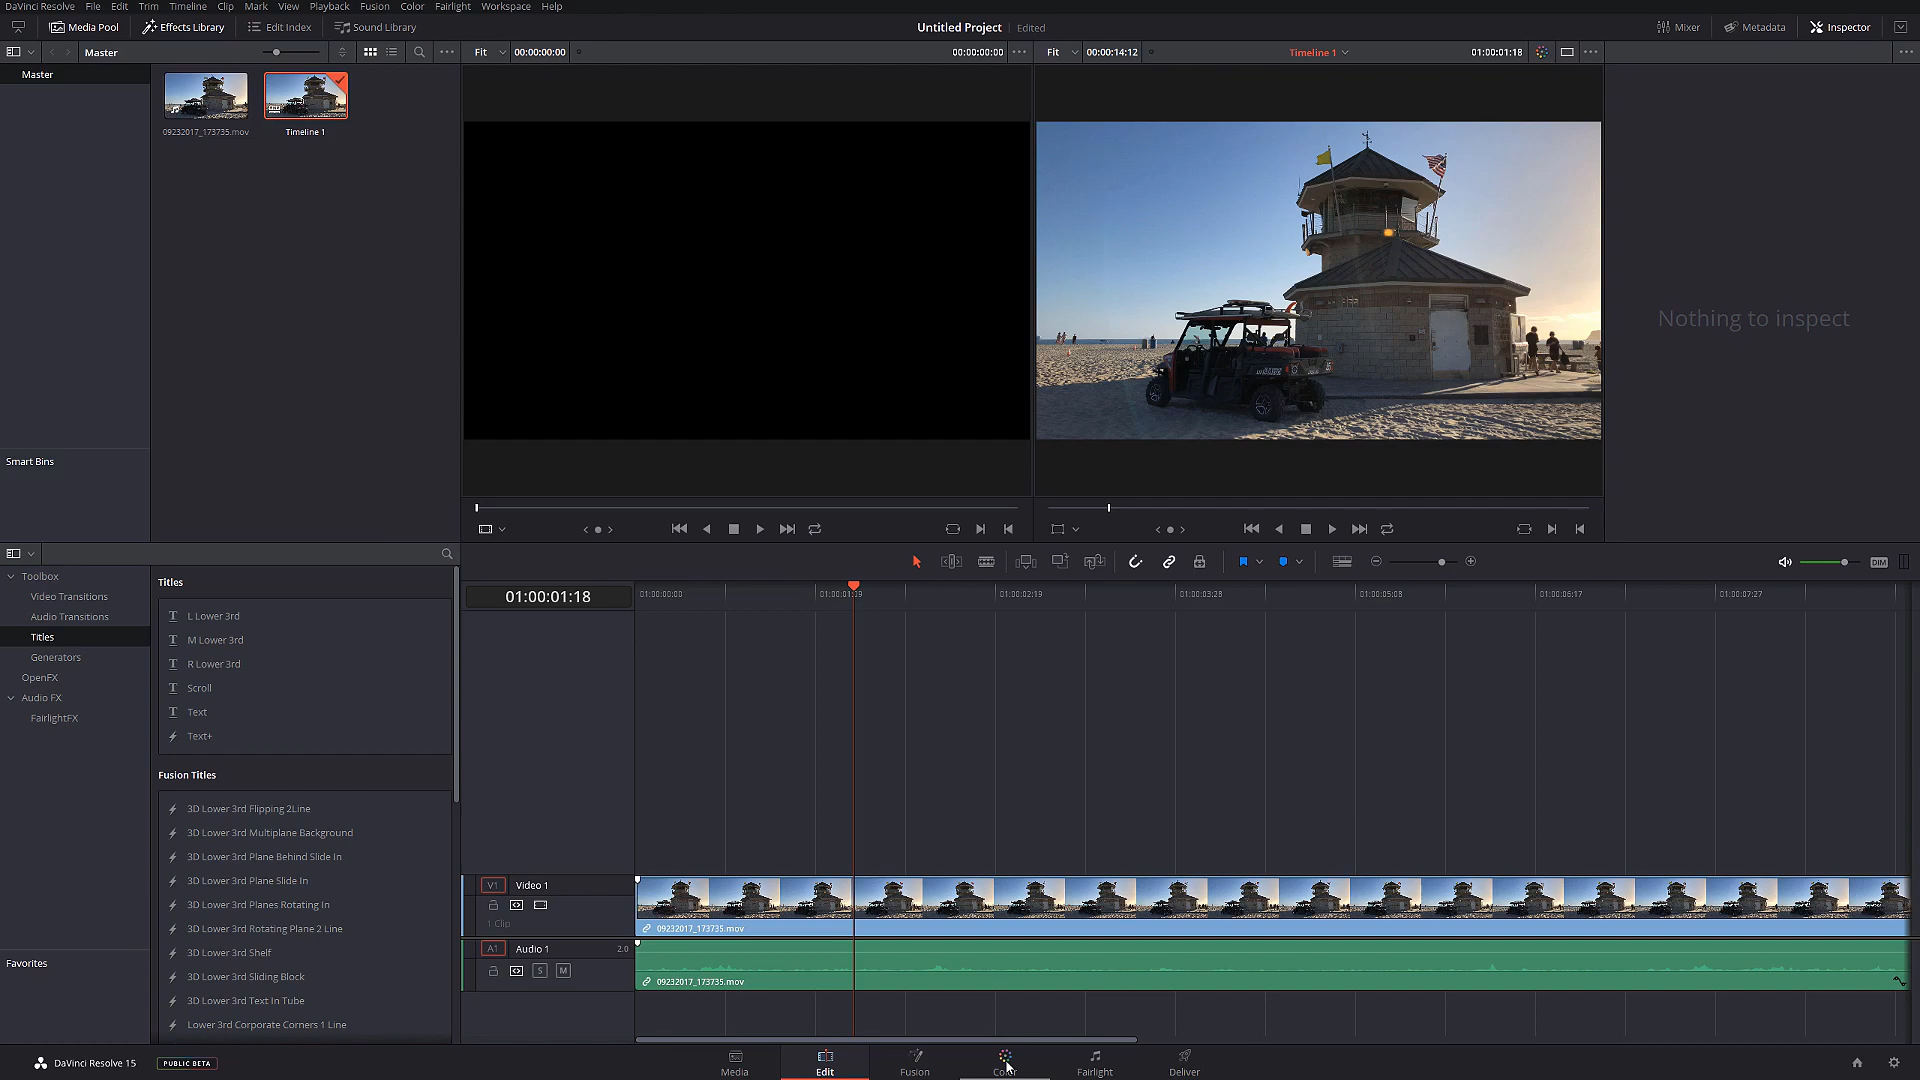 DaVinci Resolve File Edit Trim Timeline Clip Mark View Playback Fusion Color Fairlight Workspace Help
Media Pool Effects Library Edit Index Sound Library Untitled Project Edited Mixer Metadata Inspector
Master Fit 00:00:00:00 00:00:00:00 Fit 00:00:14:12 Timeline 1 01:00:01:18
Master
09232017_173735.mov Timeline 1
Nothing to inspect
Smart Bins
Toolbox
Video Transitions
Audio Transitions
Titles
Generators
OpenFX
Audio FX
FairlightFX
Favorites
Titles
L Lower 3rd
M Lower 3rd
R Lower 3rd
Scroll
Text
Text+
Fusion Titles
3D Lower 3rd Flipping 2Line
3D Lower 3rd Multiplane Background
3D Lower 3rd Plane Behind Slide In
3D Lower 3rd Plane Slide In
3D Lower 3rd Planes Rotating In
3D Lower 3rd Rotating Plane 2 Line
3D Lower 3rd Shelf
3D Lower 3rd Sliding Block
3D Lower 3rd Text In Tube
Lower 3rd Corporate Corners 1 Line
DIM
01:00:01:18 01:00:00:00 01:00:02:19 01:00:03:28 01:00:05:08 01:00:06:17 01:00:07:27
V1 Video 1
1 Clip
09232017_173735.mov
A1 Audio 1 2.0
S M
09232017_173735.mov
DaVinci Resolve 15 PUBLIC BETA
Media Edit Fusion Color Fairlight Deliver